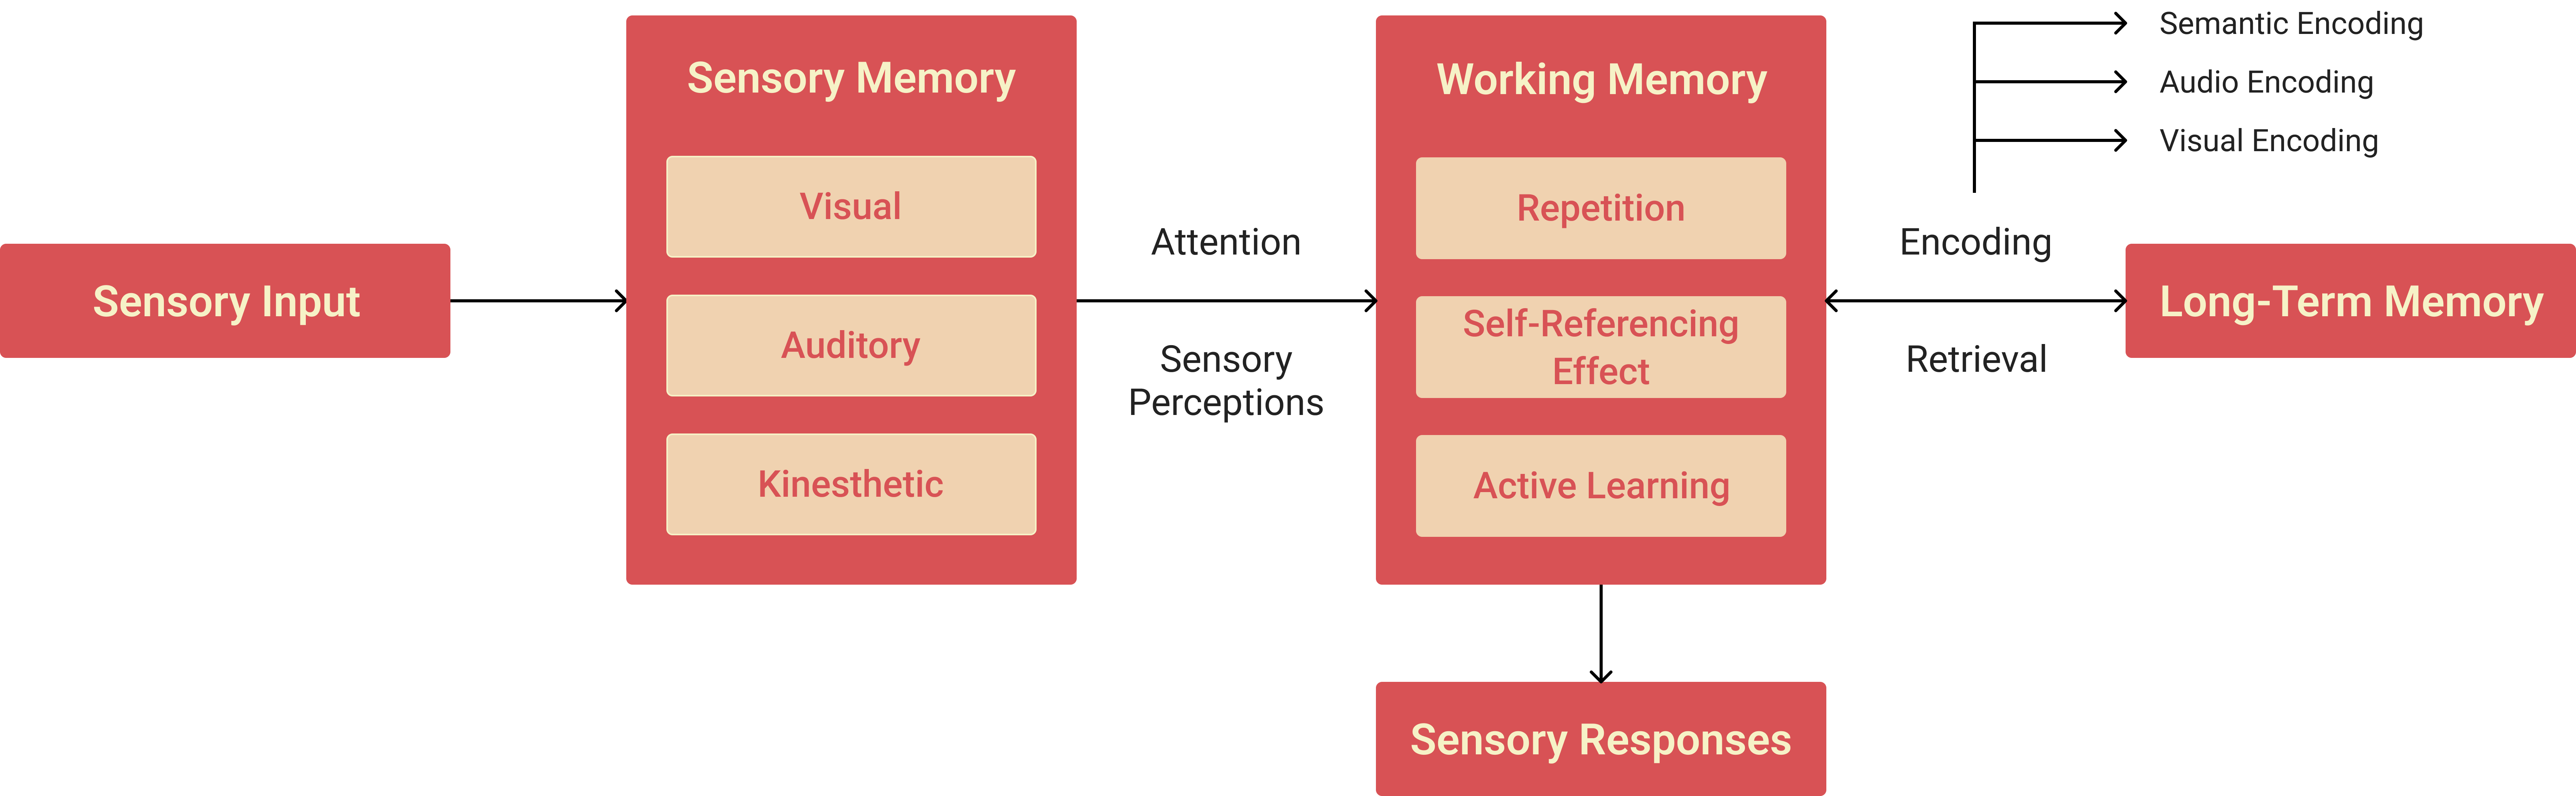 Sensory Input
Sensory Memory
Visual
Auditory
Kinesthetic
Attention
Sensory
Perceptions
Working Memory
Repetition
Self-Referencing
Effect
Active Learning
Sensory Responses
Encoding
Retrieval
Semantic Encoding
Audio Encoding
Visual Encoding
Long-Term Memory